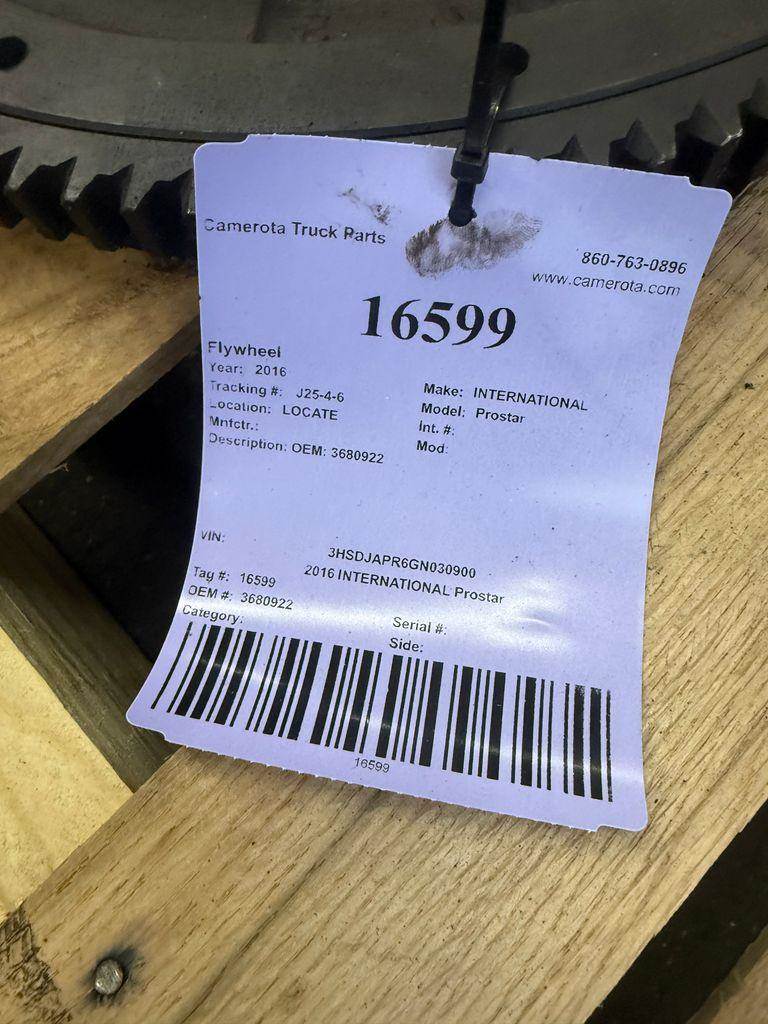 Camerota Truck Parts
860-763-0896
www.camerota.com
16599
Flywheel
Year: 2016
Tracking #: J25-4-6
Location: LOCATE
Mnfctr.:
Description: OEM: 3680922
Make: INTERNATIONAL
Model: Prostar
Int. #:
Mod:
VIN:
3HSDJAPR6GN030900
2016 INTERNATIONAL Prostar
Tag #: 16599
OEM #: 3680922
Category:
Serial #:
Side:
16599